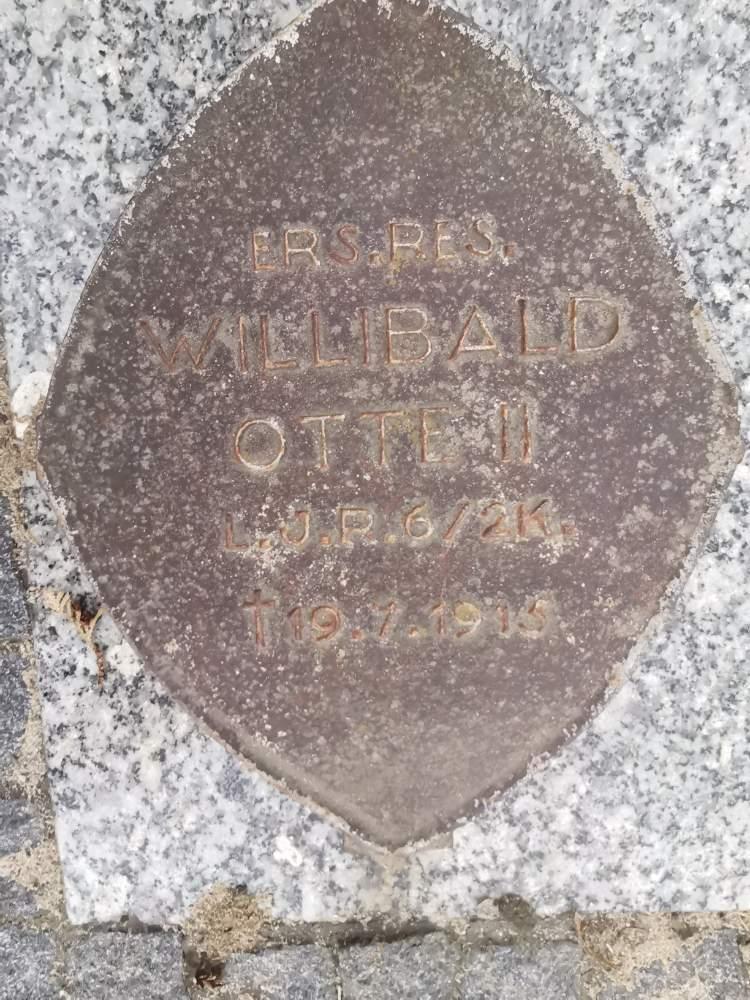 ERS.RES.
WILLIBALD
OTTE II
L.J.R.6/2K.
† 19.7.1915